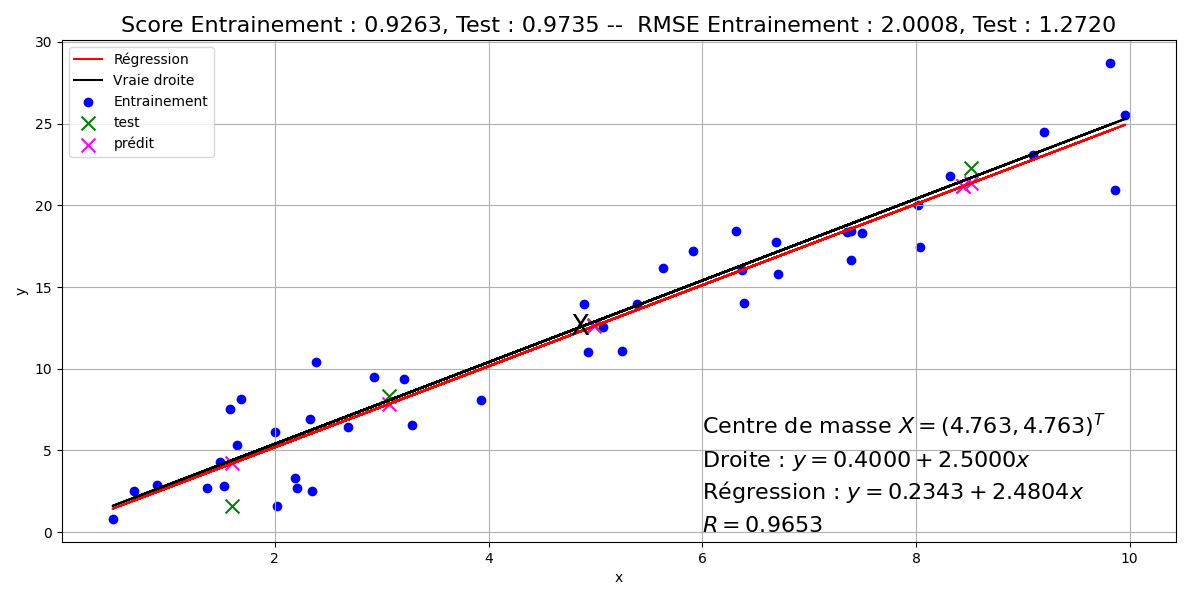 Score Entrainement : 0.9263, Test : 0.9735 --  RMSE Entrainement : 2.0008, Test : 1.2720
Régression
Vraie droite
Entrainement
test
prédit
30
25
20
15
10
5
0
y
X
Centre de masse X = (4.763, 4.763)^T
Droite : y = 0.4000 + 2.5000x
Régression : y = 0.2343 + 2.4804x
R = 0.9653
2 4 6 8 10
x